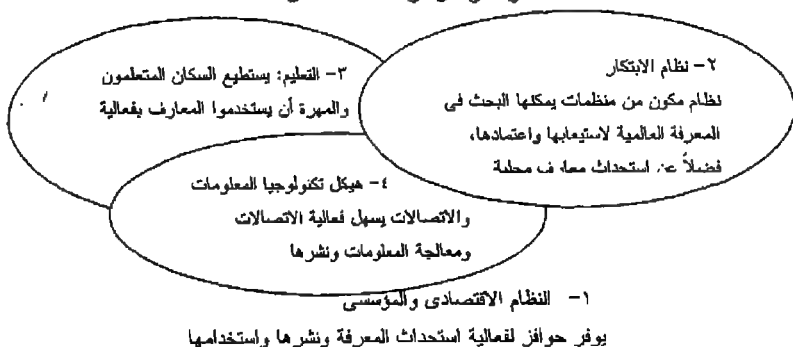 ٢- نظام الابتكار
نظام مكون من منظمات يمكنها البحث في
المعرفة العالمية لاستيعابها واعتمادها،
فضلاً عن استحداث معارف محلية
٣- التعليم: يستطيع السكان المتعلمون
والمهرة أن يستخدموا المعارف بفعالية
٤- هيكل تكنولوجيا المعلومات
والاتصالات يسهل فعالية الاتصالات
ومعالجة المعلومات ونشرها
١- النظام الاقتصادى والمؤسسى
يوفر حوافز لفعالية استحداث المعرفة ونشرها واستخدامها